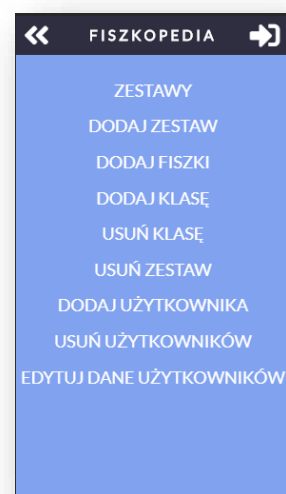 FISZKOPEDIA
ZESTAWY
DODAJ ZESTAW
DODAJ FISZKI
DODAJ KLASĘ
USUŃ KLASĘ
USUŃ ZESTAW
DODAJ UŻYTKOWNIKA
USUŃ UŻYTKOWNIKÓW
EDYTUJ DANE UŻYTKOWNIKÓW